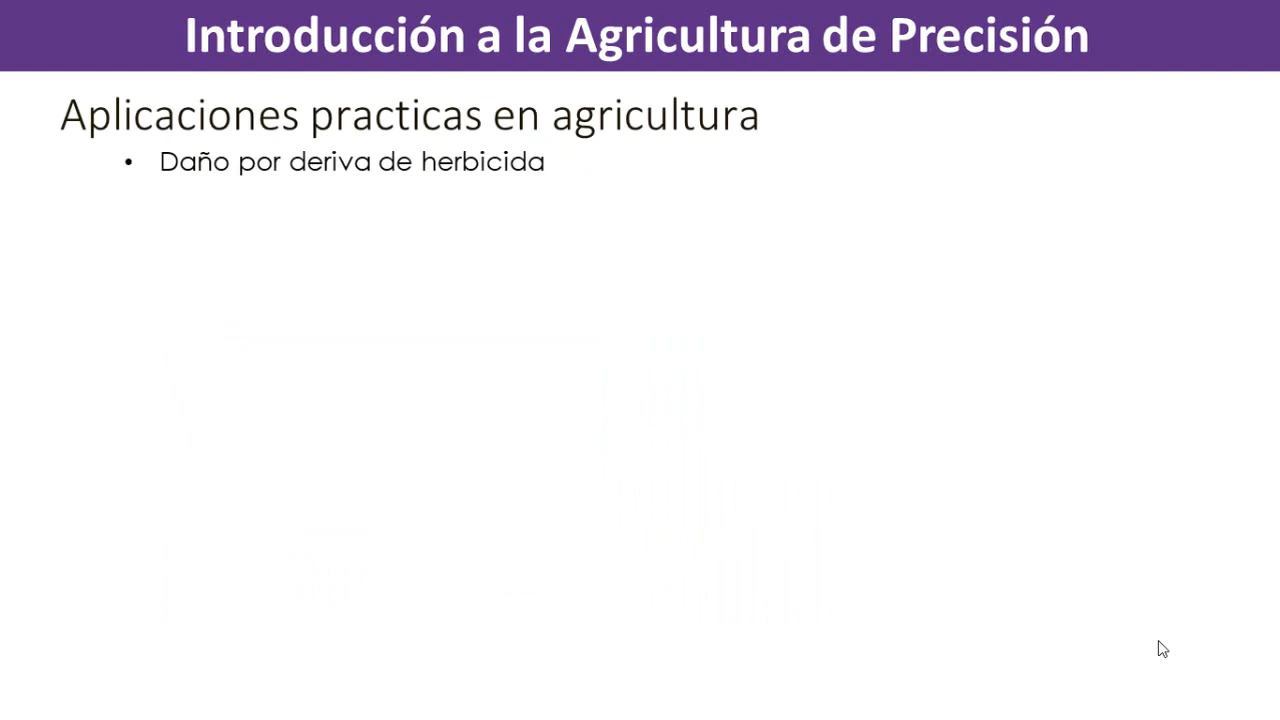 Introducción a la Agricultura de Precisión
Aplicaciones practicas en agricultura
• Daño por deriva de herbicida